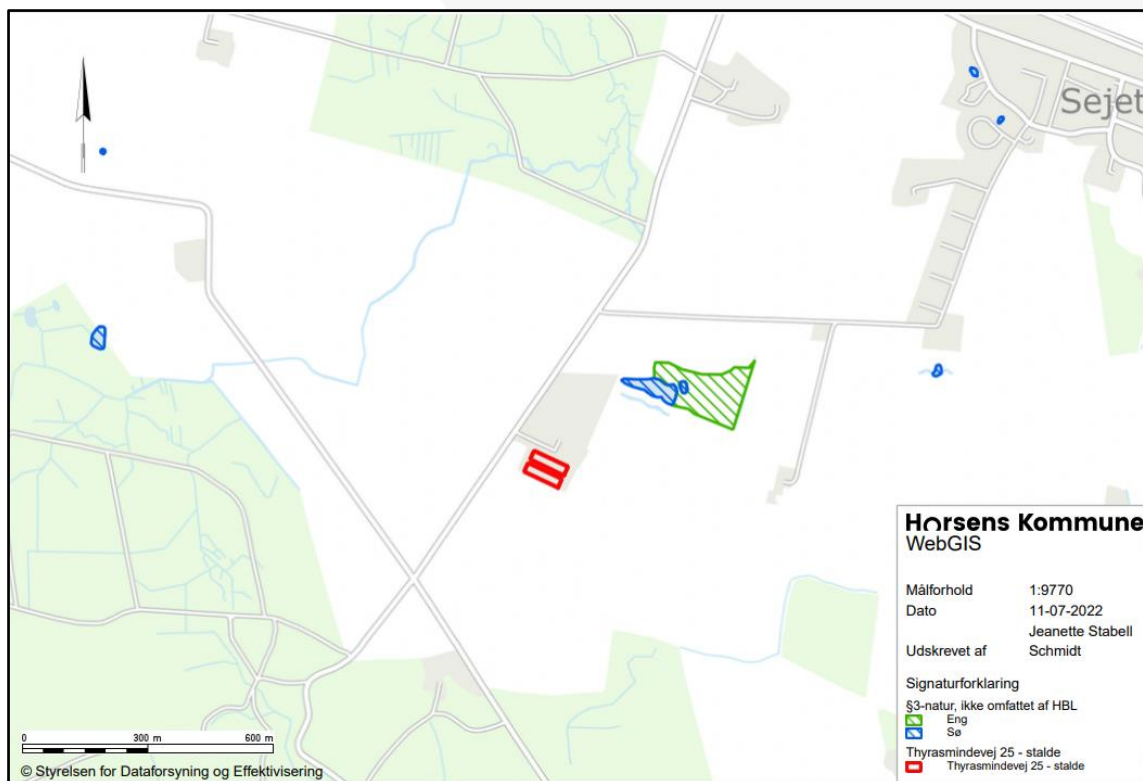 Sejet
Horsens Kommune
WebGIS
Målforhold 1:9770
Dato 11-07-2022
Jeanette Stabell
Udskrevet af Schmidt
Signaturforklaring
§3-natur, ikke omfattet af HBL
Eng
Sø
Thyrasmindevej 25 - stalde
Thyrasmindevej 25 - stalde
0 300 m 600 m
© Styrelsen for Dataforsyning og Effektivisering